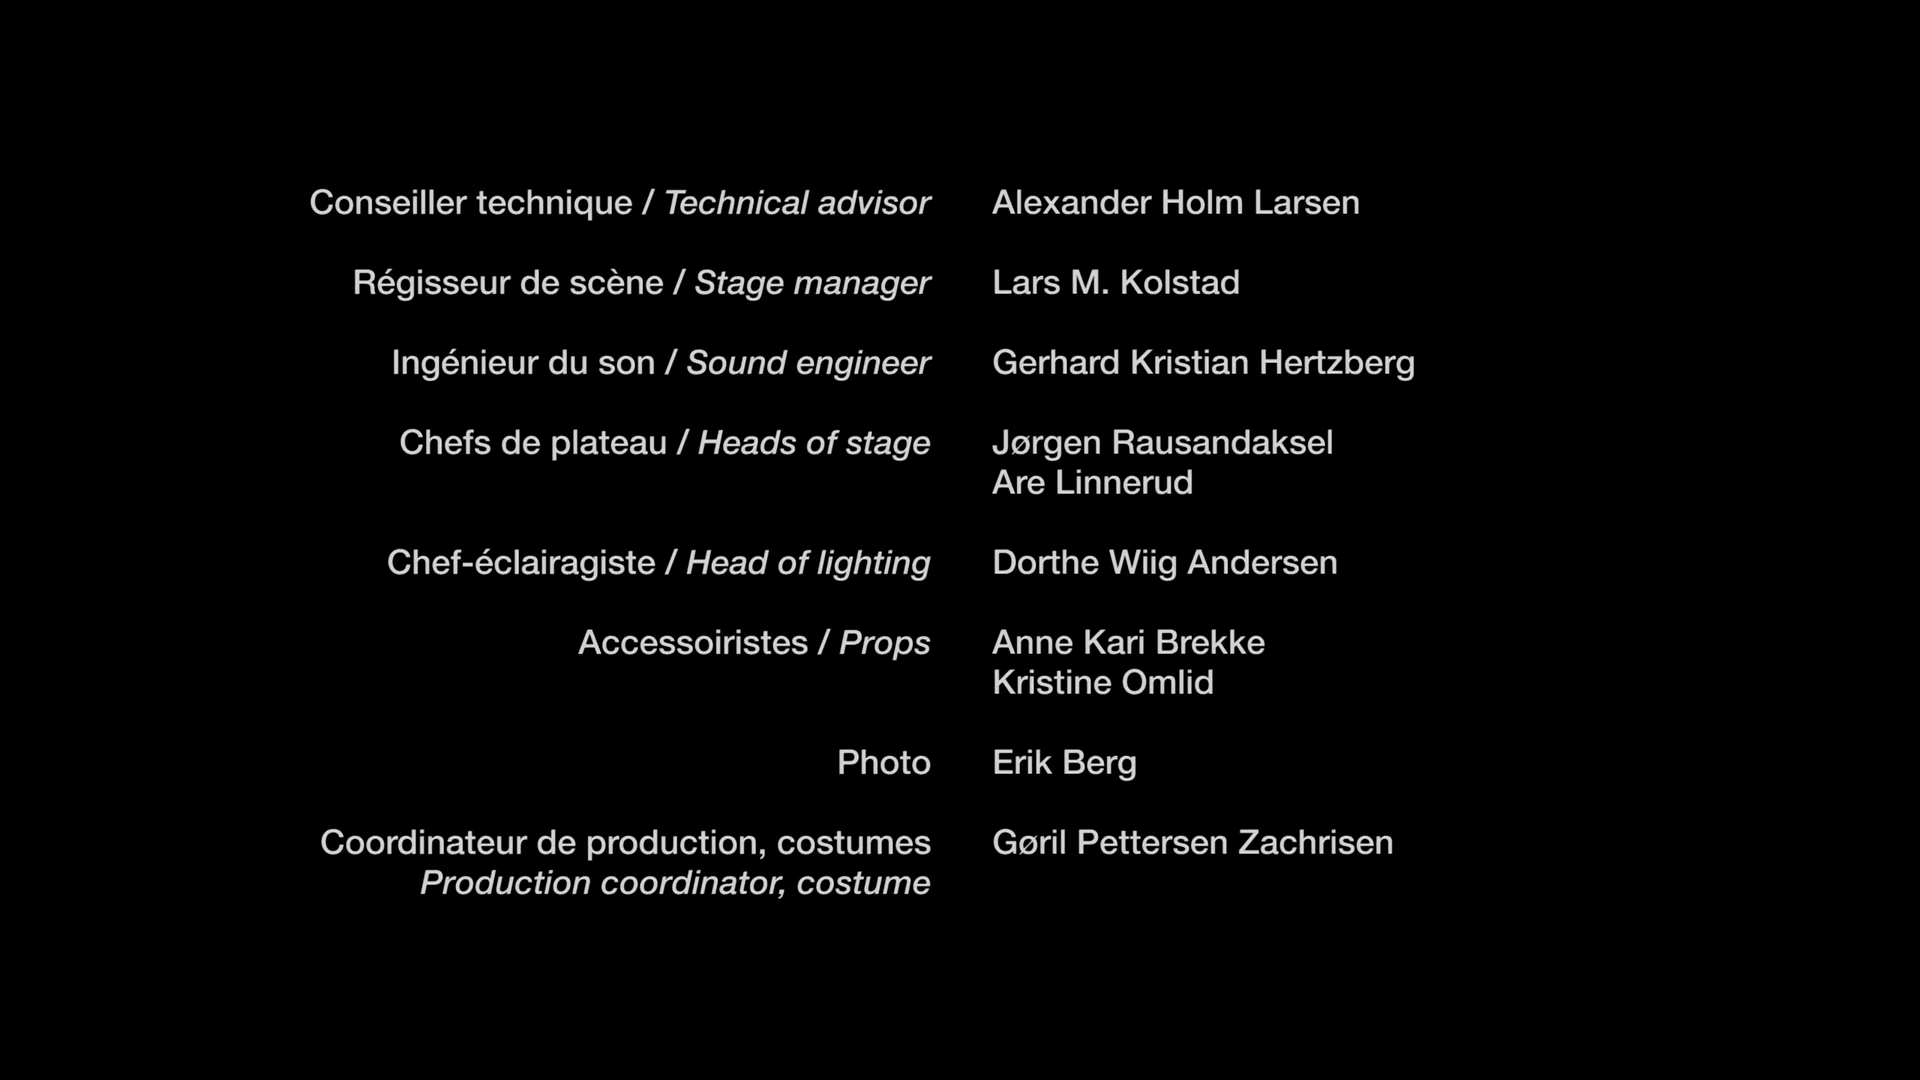 Conseiller technique / Technical advisor Alexander Holm Larsen
Régisseur de scène / Stage manager Lars M. Kolstad
Ingénieur du son / Sound engineer Gerhard Kristian Hertzberg
Chefs de plateau / Heads of stage Jørgen Rausandaksel
Are Linnerud
Chef-éclairagiste / Head of lighting Dorthe Wiig Andersen
Accessoiristes / Props Anne Kari Brekke
Kristine Omlid
Photo Erik Berg
Coordinateur de production, costumes Gøril Pettersen Zachrisen
Production coordinator, costume